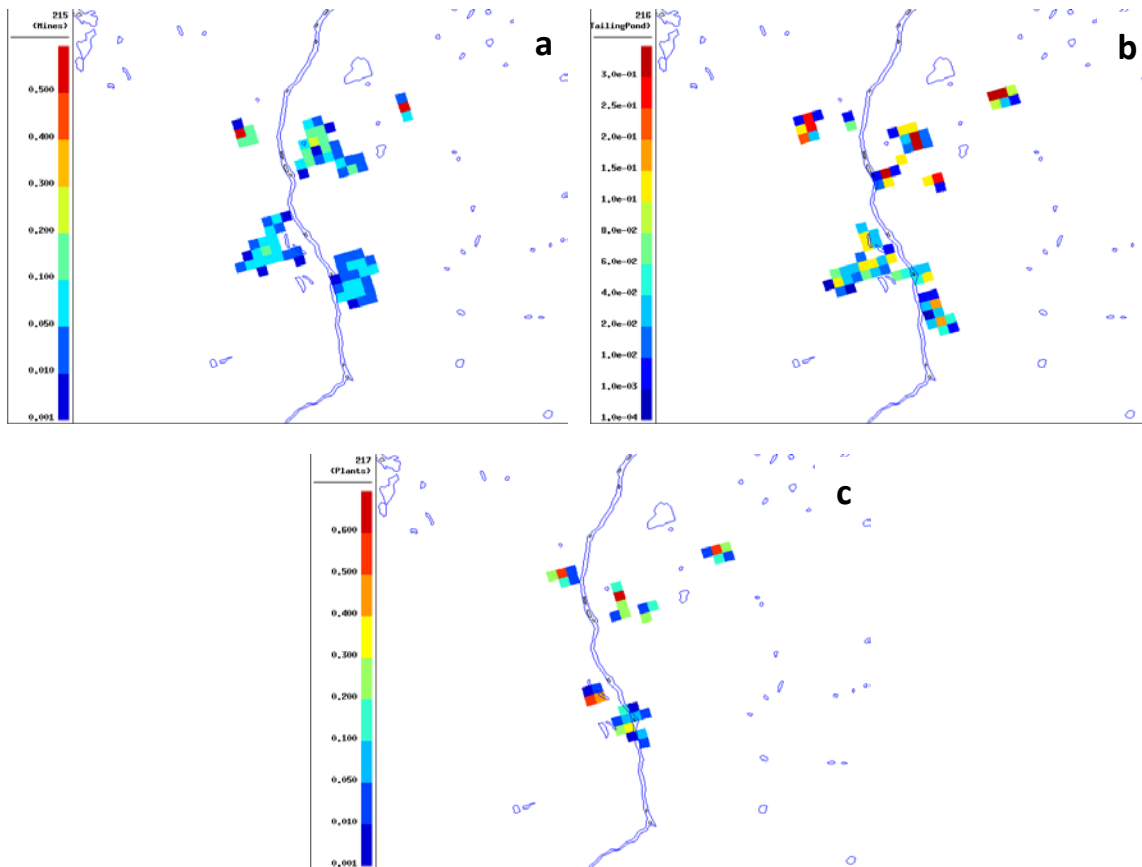 215
(Mines)
0.500
0.400
0.300
0.200
0.100
0.050
0.010
0.001
a
216
TailingPond)
3.0e-01
2.5e-01
2.0e-01
1.5e-01
1.0e-01
8.0e-02
6.0e-02
4.0e-02
2.0e-02
1.0e-02
1.0e-03
1.0e-04
b
217
(Plants)
0.600
0.500
0.400
0.300
0.200
0.100
0.050
0.010
0.001
c